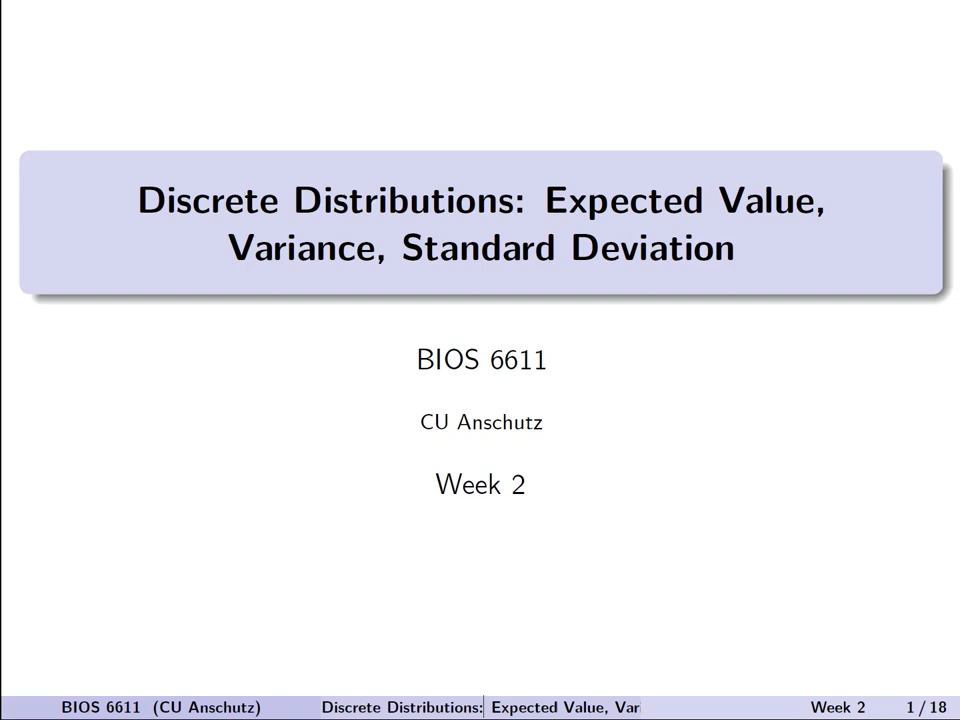 Discrete Distributions: Expected Value,
Variance, Standard Deviation
BIOS 6611
CU Anschutz
Week 2
BIOS 6611 (CU Anschutz) Discrete Distributions: Expected Value, Vari Week 2 1 / 18